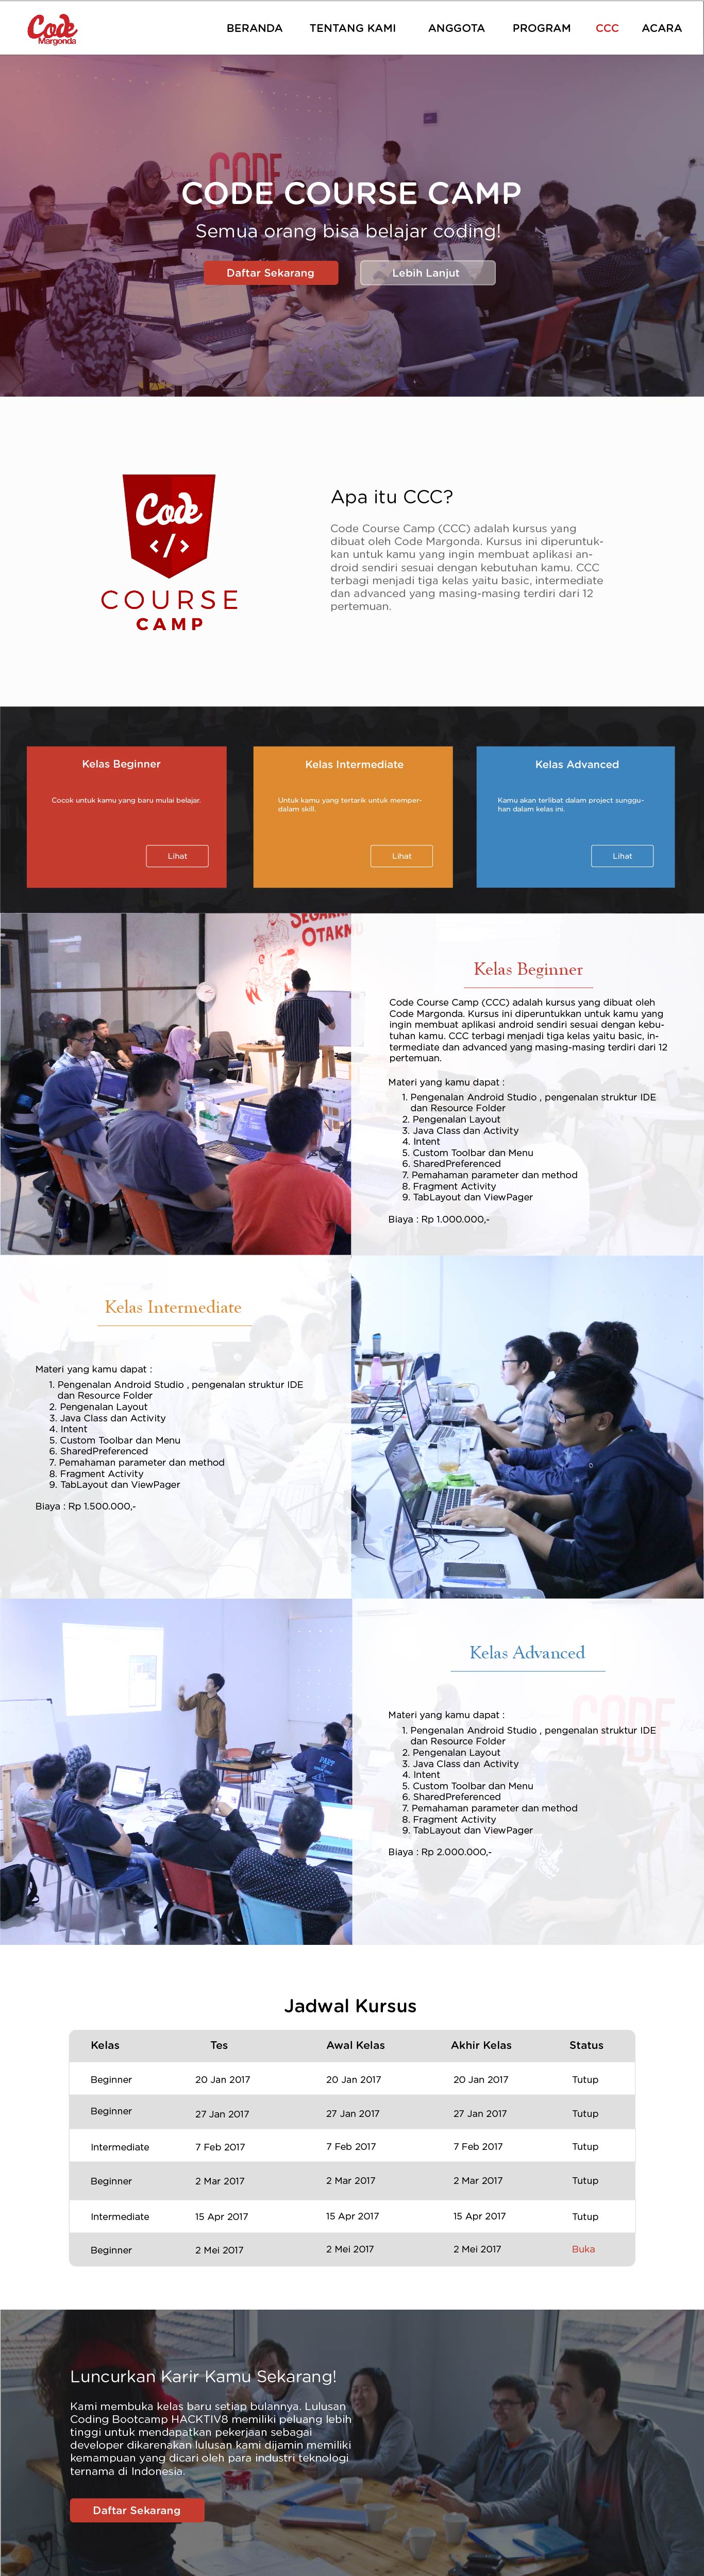 Code
Margonda
BERANDA TENTANG KAMI ANGGOTA PROGRAM CCC ACARA
CODE
CODE COURSE CAMP
Semua orang bisa belajar coding!
Daftar Sekarang Lebih Lanjut
Code
</>
COURSE
CAMP
Apa itu CCC?
Code Course Camp (CCC) adalah kursus yang
dibuat oleh Code Margonda. Kursus ini diperuntuk-
kan untuk kamu yang ingin membuat aplikasi an-
droid sendiri sesuai dengan kebutuhan kamu. CCC
terbagi menjadi tiga kelas yaitu basic, intermediate
dan advanced yang masing-masing terdiri dari 12
pertemuan.
Kelas Beginner
Cocok untuk kamu yang baru mulai belajar.
Lihat
Kelas Intermediate
Untuk kamu yang tertarik untuk memper-
dalam skill.
Lihat
Kelas Advanced
Kamu akan terlibat dalam project sunggu-
han dalam kelas ini.
Lihat
OTAKMU
Kelas Beginner
Code Course Camp (CCC) adalah kursus yang dibuat oleh
Code Margonda. Kursus ini diperuntukkan untuk kamu yang
ingin membuat aplikasi android sendiri sesuai dengan kebu-
tuhan kamu. CCC terbagi menjadi tiga kelas yaitu basic, in-
termediate dan advanced yang masing-masing terdiri dari 12
pertemuan.
Materi yang kamu dapat :
1. Pengenalan Android Studio , pengenalan struktur IDE
dan Resource Folder
2. Pengenalan Layout
3. Java Class dan Activity
4. Intent
5. Custom Toolbar dan Menu
6. SharedPreferenced
7. Pemahaman parameter dan method
8. Fragment Activity
9. TabLayout dan ViewPager
Biaya : Rp 1.000.000,-
Kelas Intermediate
Materi yang kamu dapat :
1. Pengenalan Android Studio , pengenalan struktur IDE
dan Resource Folder
2. Pengenalan Layout
3. Java Class dan Activity
4. Intent
5. Custom Toolbar dan Menu
6. SharedPreferenced
7. Pemahaman parameter dan method
8. Fragment Activity
9. TabLayout dan ViewPager
Biaya : Rp 1.500.000,-
Kelas Advanced
CODE
Materi yang kamu dapat :
1. Pengenalan Android Studio , pengenalan struktur IDE
dan Resource Folder
2. Pengenalan Layout
3. Java Class dan Activity
4. Intent
5. Custom Toolbar dan Menu
6. SharedPreferenced
7. Pemahaman parameter dan method
8. Fragment Activity
9. TabLayout dan ViewPager
Biaya : Rp 2.000.000,-
Jadwal Kursus
Kelas Tes Awal Kelas Akhir Kelas Status
Beginner 20 Jan 2017 20 Jan 2017 20 Jan 2017 Tutup
Beginner 27 Jan 2017 27 Jan 2017 27 Jan 2017 Tutup
Intermediate 7 Feb 2017 7 Feb 2017 7 Feb 2017 Tutup
Beginner 2 Mar 2017 2 Mar 2017 2 Mar 2017 Tutup
Intermediate 15 Apr 2017 15 Apr 2017 15 Apr 2017 Tutup
Beginner 2 Mei 2017 2 Mei 2017 2 Mei 2017 Buka
Luncurkan Karir Kamu Sekarang!
Kami membuka kelas baru setiap bulannya. Lulusan
Coding Bootcamp HACKTIV8 memiliki peluang lebih
tinggi untuk mendapatkan pekerjaan sebagai
developer dikarenakan lulusan kami dijamin memiliki
kemampuan yang dicari oleh para industri teknologi
ternama di Indonesia.
Daftar Sekarang